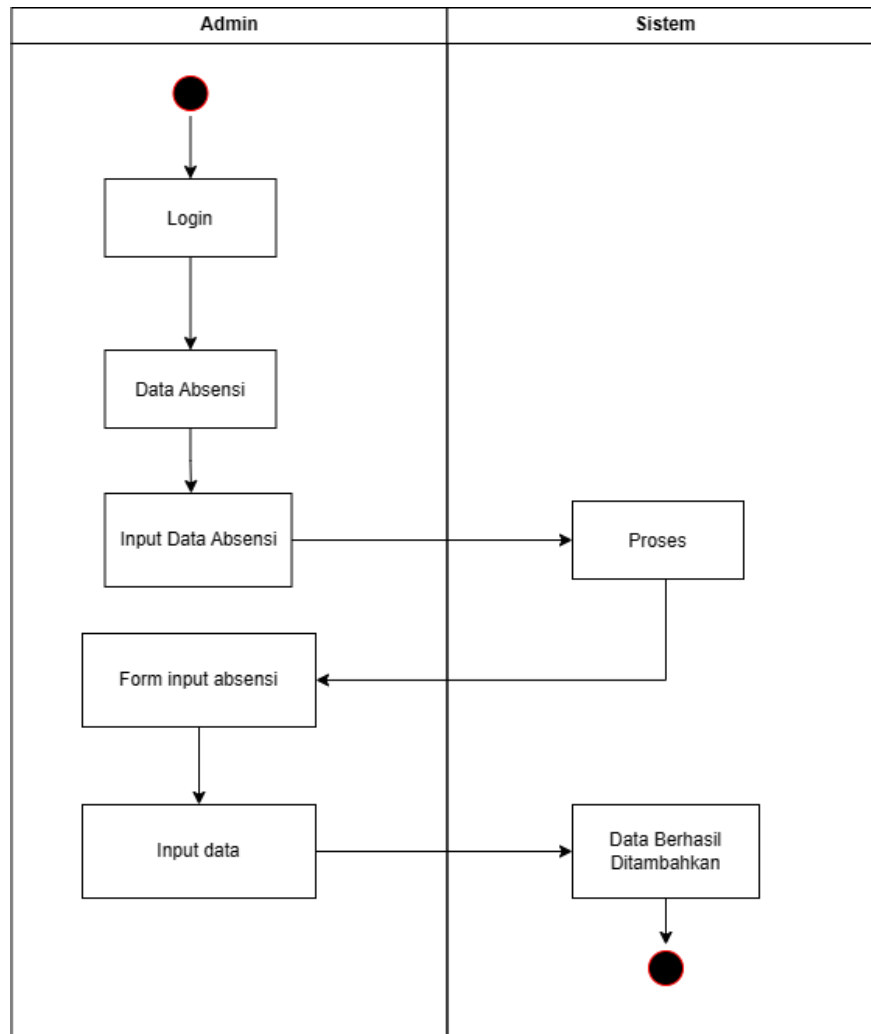 Admin
Sistem
Login
Data Absensi
Input Data Absensi
Proses
Form input absensi
Input data
Data Berhasil
Ditambahkan